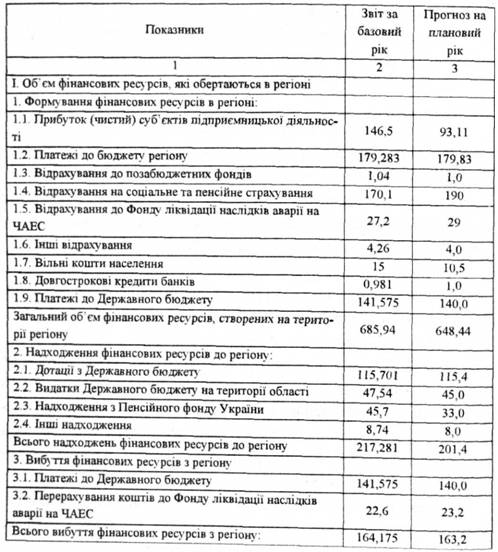 Показники Звіт за базовий рік Прогноз на плановий рік
1 2 3
І. Об`єм фінансових ресурсів, які обертаються в регіоні
1. Формування фінансових ресурсів в регіоні:
1.1. Прибуток (чистий) суб`єктів підприємницької діяльнос-
ті 146,5 93,11
1.2. Платежі до бюджету регіону 179,283 179,83
1.3. Відрахування до позабюджетних фондів 1,04 1,0
1.4. Відрахування на соціальне та пенсійне страхування 170,1 190
1.5. Відрахування до Фонду ліквідації наслідків аварії на
ЧАЕС 27,2 29
1.6. Інші відрахування 4,26 4,0
1.7. Вільні кошти населення 15 10,5
1.8. Довгострокові кредити банків 0,981 1,0
1.9. Платежі до Державного бюджету 141,575 140,0
Загальний об`єм фінансових ресурсів, створених на терито-
рії регіону 685,94 648,44
2. Надходження фінансових ресурсів до регіону:
2.1. Дотації з Державного бюджету 115,701 115,4
2.2. Видатки Державного бюджету на території області 47,54 45,0
2.3. Надходження з Пенсійного фонду України 45,7 33,0
2.4. Інші надходження 8,74 8,0
Всього надходжень фінансових ресурсів до регіону 217,281 201,4
3. Вибуття фінансових ресурсів з регіону
3.1. Платежі до Державного бюджету 141,575 140,0
3.2. Перерахування коштів до Фонду ліквідації наслідків
аварії на ЧАЕС 22,6 23,2
Всього вибуття фінансових ресурсів з регіону: 164,175 163,2